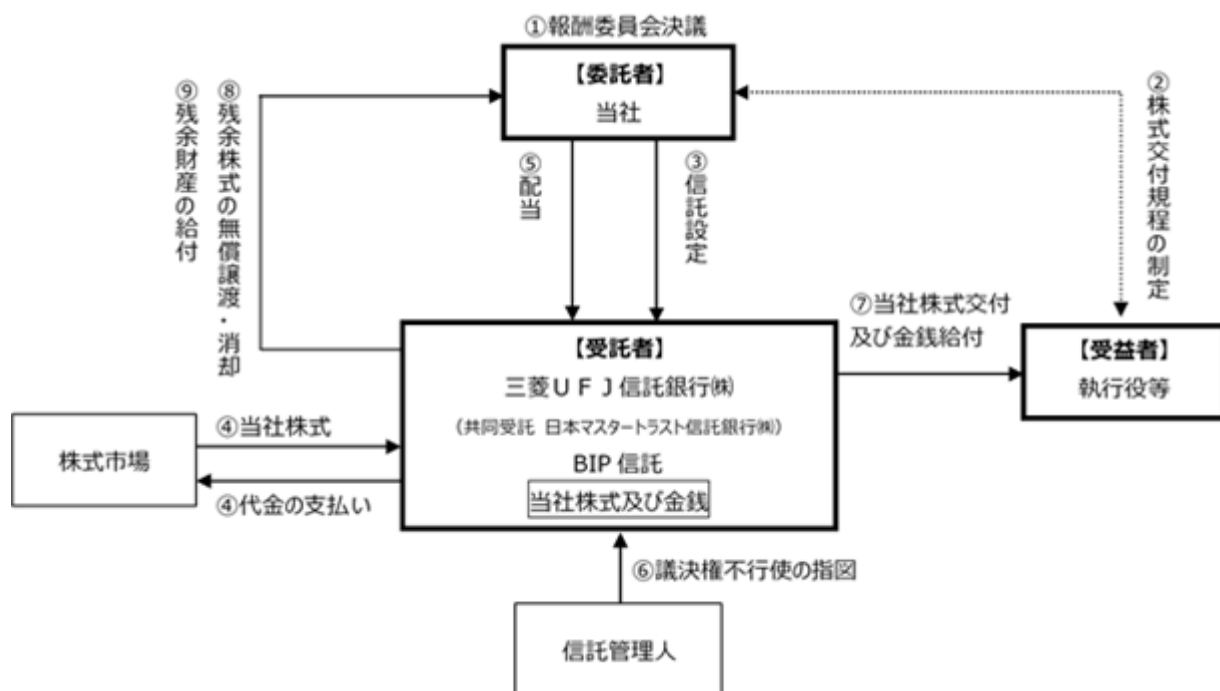 ①報酬委員会決議
【委託者】
当社
⑨残余財産の給付
⑧残余株式の無償譲渡・消却
⑤配当
③信託設定
②株式交付規程の制定
【受託者】
三菱UFJ信託銀行㈱
（共同受託 日本マスタートラスト信託銀行㈱）
BIP信託
当社株式及び金銭
⑦当社株式交付
及び金銭給付
【受益者】
執行役等
株式市場
④当社株式
④代金の支払い
⑥議決権不行使の指図
信託管理人